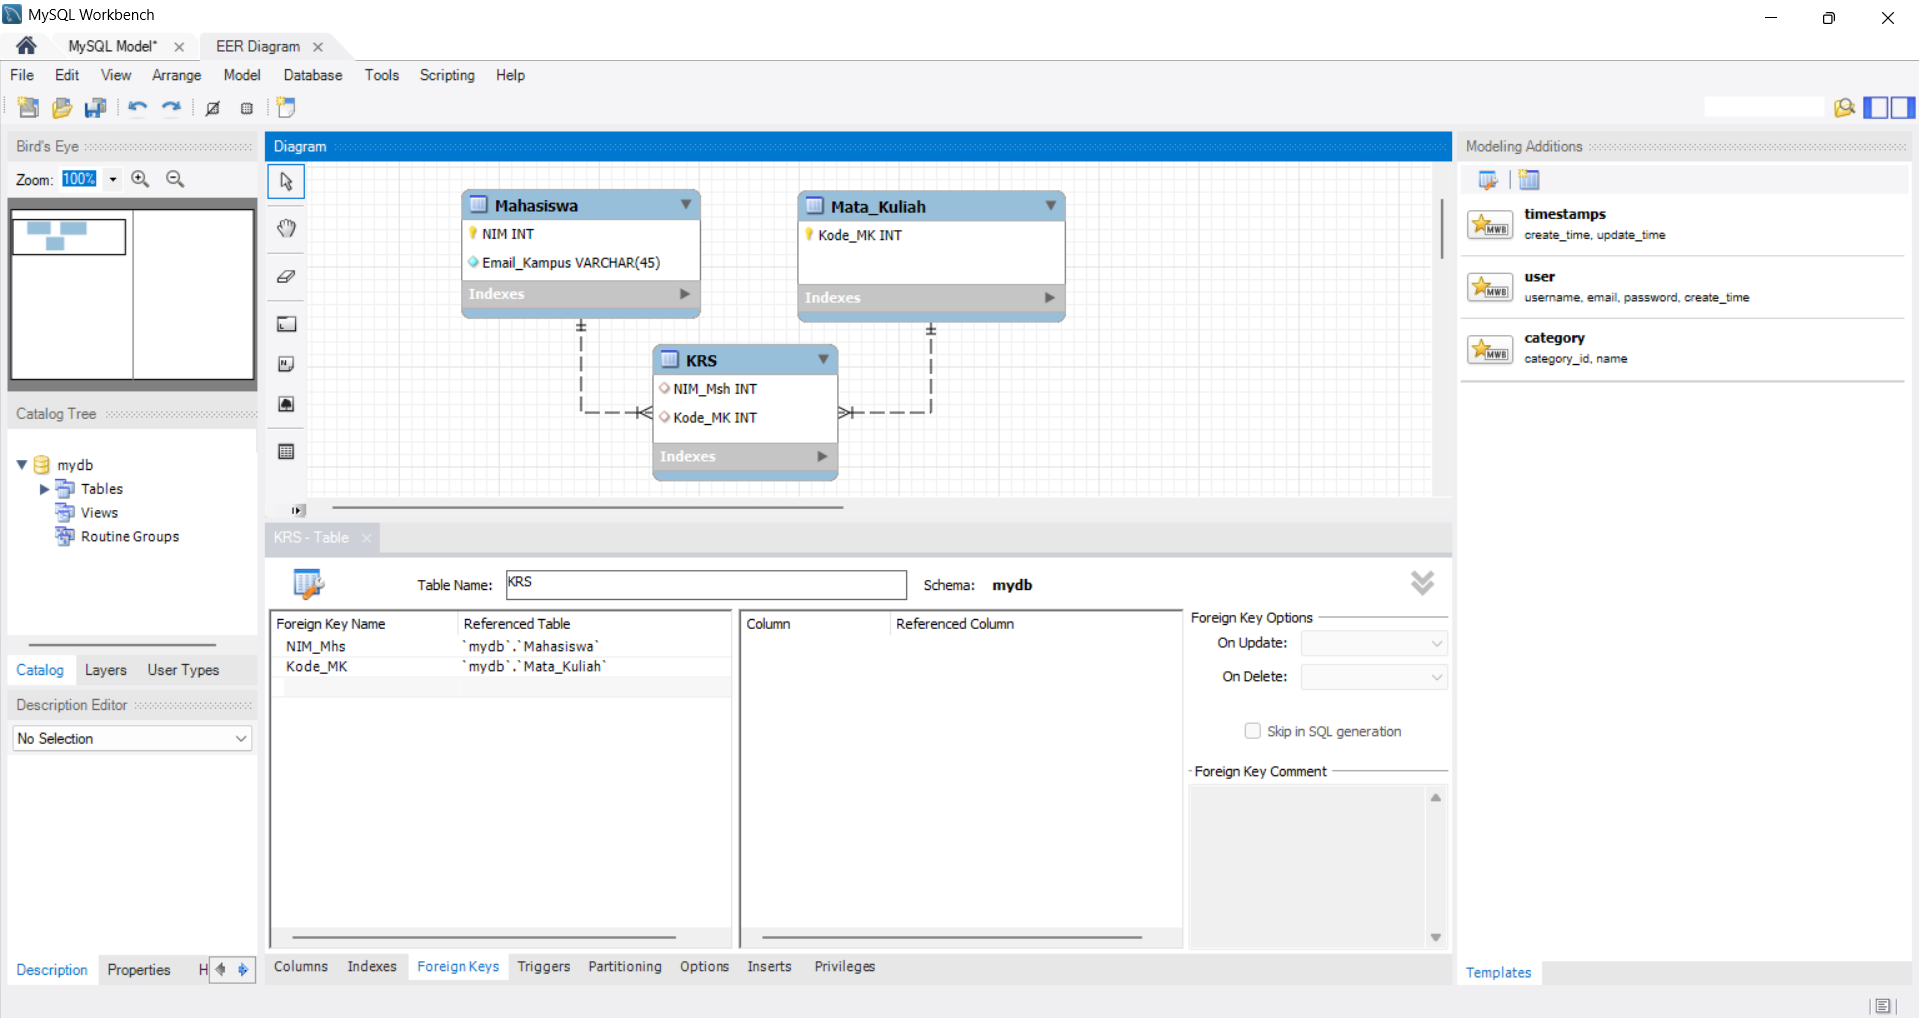 MySQL Workbench
MySQL Model*
EER Diagram
File Edit View Arrange Model Database Tools Scripting Help
Bird's Eye
Zoom: 100%
Diagram
Mahasiswa
NIM INT
Email_Kampus VARCHAR(45)
Indexes
Mata_Kuliah
Kode_MK INT
Indexes
KRS
NIM_Msh INT
Kode_MK INT
Indexes
Modeling Additions
MWB
timestamps
create_time, update_time
MWB
user
username, email, password, create_time
MWB
category
category_id, name
Catalog Tree
mydb
Tables
Views
Routine Groups
Catalog Layers User Types
Description Editor
No Selection
Description Properties H
KRS - Table
Table Name: KRS Schema: mydb
Foreign Key Name Referenced Table
NIM_Mhs `mydb`.`Mahasiswa`
Kode_MK `mydb`.`Mata_Kuliah`
Column Referenced Column
Foreign Key Options
On Update:
On Delete:
Skip in SQL generation
Foreign Key Comment
Columns Indexes Foreign Keys Triggers Partitioning Options Inserts Privileges
Templates